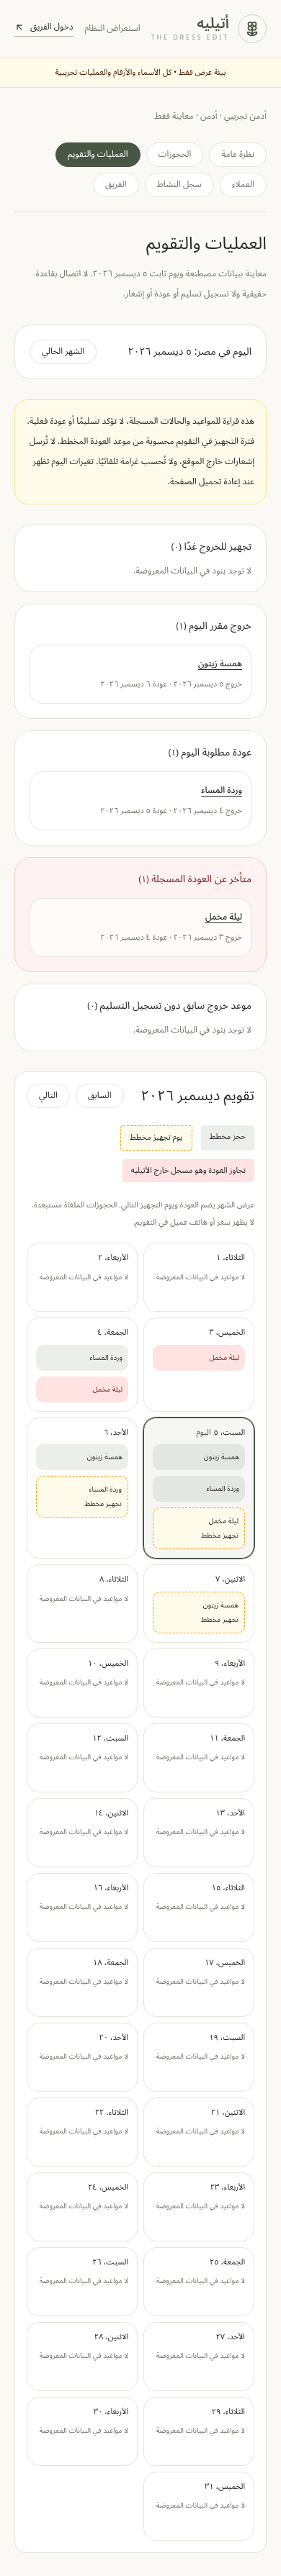 أتيليه
THE DRESS EDIT
استعراض النظام
دخول الفريق
بيئة عرض فقط • كل الأسماء والأرقام والعمليات تجريبية
أدمن تجريبي · أدمن · معاينة فقط
نظرة عامة
الحجوزات
العمليات والتقويم
العملاء
سجل النشاط
الفريق
العمليات والتقويم
معاينة ببيانات مصطنعة ويوم ثابت ٥ ديسمبر ٢٠٢٦. لا اتصال بقاعدة
حقيقية ولا تسجيل تسليم أو عودة أو إشعار.
اليوم في مصر: ٥ ديسمبر ٢٠٢٦
الشهر الحالي
هذه قراءة للمواعيد والحالات المسجلة، لا تؤكد تسليمًا أو عودة فعلية.
فترة التجهيز في التقويم محسوبة من موعد العودة المخطط. لا تُرسل
إشعارات خارج الموقع، ولا تُحسب غرامة تلقائيًا. تغيرات اليوم تظهر
عند إعادة تحميل الصفحة.
تجهيز للخروج غدًا (٠)
لا توجد بنود في البيانات المعروضة.
خروج مقرر اليوم (١)
همسة زيتون
خروج ٥ ديسمبر ٢٠٢٦ · عودة ٦ ديسمبر ٢٠٢٦
عودة مطلوبة اليوم (١)
وردة المساء
خروج ٤ ديسمبر ٢٠٢٦ · عودة ٥ ديسمبر ٢٠٢٦
متأخر عن العودة المسجلة (١)
ليلة مخمل
خروج ٣ ديسمبر ٢٠٢٦ · عودة ٤ ديسمبر ٢٠٢٦
موعد خروج سابق دون تسجيل التسليم (٠)
لا توجد بنود في البيانات المعروضة.
تقويم ديسمبر ٢٠٢٦
السابق
التالي
حجز مخطط
يوم تجهيز مخطط
تجاوز العودة وهو مسجل خارج الأتيليه
عرض الشهر يضم العودة ويوم التجهيز التالي. الحجوزات الملغاة مستبعدة.
لا يظهر سعر أو هاتف عميل في التقويم.
الثلاثاء، ١
لا مواعيد في البيانات المعروضة
الأربعاء، ٢
لا مواعيد في البيانات المعروضة
الخميس، ٣
ليلة مخمل
الجمعة، ٤
وردة المساء
ليلة مخمل
السبت، ٥ اليوم
همسة زيتون
وردة المساء
ليلة مخمل
تجهيز مخطط
الأحد، ٦
همسة زيتون
وردة المساء
تجهيز مخطط
الاثنين، ٧
همسة زيتون
تجهيز مخطط
الثلاثاء، ٨
لا مواعيد في البيانات المعروضة
الأربعاء، ٩
لا مواعيد في البيانات المعروضة
الخميس، ١٠
لا مواعيد في البيانات المعروضة
الجمعة، ١١
لا مواعيد في البيانات المعروضة
السبت، ١٢
لا مواعيد في البيانات المعروضة
الأحد، ١٣
لا مواعيد في البيانات المعروضة
الاثنين، ١٤
لا مواعيد في البيانات المعروضة
الثلاثاء، ١٥
لا مواعيد في البيانات المعروضة
الأربعاء، ١٦
لا مواعيد في البيانات المعروضة
الخميس، ١٧
لا مواعيد في البيانات المعروضة
الجمعة، ١٨
لا مواعيد في البيانات المعروضة
السبت، ١٩
لا مواعيد في البيانات المعروضة
الأحد، ٢٠
لا مواعيد في البيانات المعروضة
الاثنين، ٢١
لا مواعيد في البيانات المعروضة
الثلاثاء، ٢٢
لا مواعيد في البيانات المعروضة
الأربعاء، ٢٣
لا مواعيد في البيانات المعروضة
الخميس، ٢٤
لا مواعيد في البيانات المعروضة
الجمعة، ٢٥
لا مواعيد في البيانات المعروضة
السبت، ٢٦
لا مواعيد في البيانات المعروضة
الأحد، ٢٧
لا مواعيد في البيانات المعروضة
الاثنين، ٢٨
لا مواعيد في البيانات المعروضة
الثلاثاء، ٢٩
لا مواعيد في البيانات المعروضة
الأربعاء، ٣٠
لا مواعيد في البيانات المعروضة
الخميس، ٣١
لا مواعيد في البيانات المعروضة